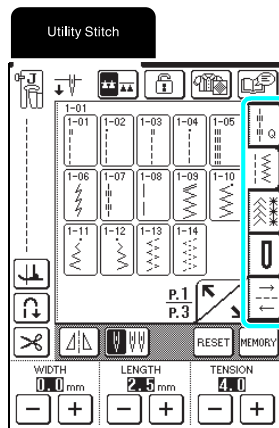 Utility Stitch
J
1-01
1-01 1-02 1-03 1-04 1-05
1-06 1-07 1-08 1-09 1-10
1-11 1-12 1-13 1-14
Q
P.1
P.3
RESET MEMORY
WIDTH LENGTH TENSION
0.0 mm 2.5 mm 4.0
− + − + − +